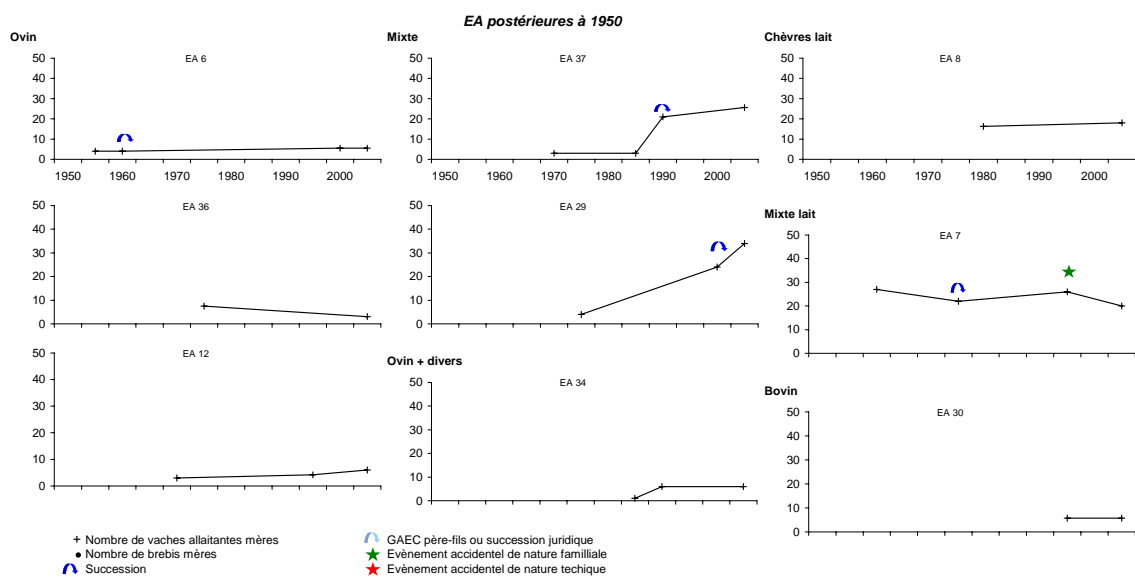 EA postérieures à 1950
Ovin
Mixte
Chèvres lait
EA 6
50
40
30
20
10
0
1950 1960 1970 1980 1990 2000
EA 37
50
40
30
20
10
0
1950 1960 1970 1980 1990 2000
EA 8
50
40
30
20
10
0
1950 1960 1970 1980 1990 2000
EA 36
50
40
30
20
10
0
EA 29
50
40
30
20
10
0
Mixte lait
EA 7
50
40
30
20
10
0
EA 12
50
40
30
20
10
0
Ovin + divers
EA 34
50
40
30
20
10
0
Bovin
EA 30
50
40
30
20
10
0
Nombre de vaches allaitantes mères
Nombre de brebis mères
Succession
GAEC père-fils ou succession juridique
Evènement accidentel de nature familliale
Evènement accidentel de nature techique